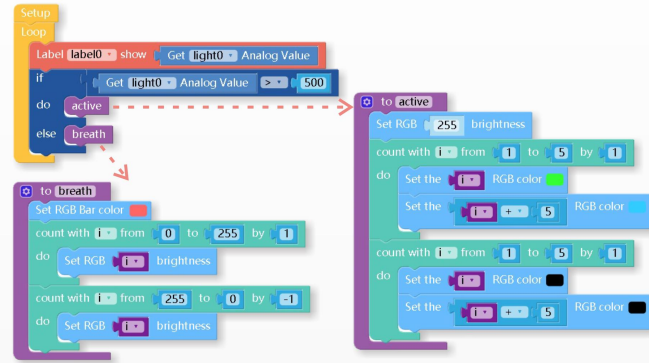 Setup
Loop
Label label0 show Get light0 Analog Value
if Get light0 Analog Value > 500
do active
else breath
to breath
Set RGB Bar color
count with i from 0 to 255 by 1
do Set RGB i brightness
count with i from 255 to 0 by -1
do Set RGB i brightness
to active
Set RGB 255 brightness
count with i from 1 to 5 by 1
do Set the i RGB color
Set the i + 5 RGB color
count with i from 1 to 5 by 1
do Set the i RGB color
Set the i + 5 RGB color